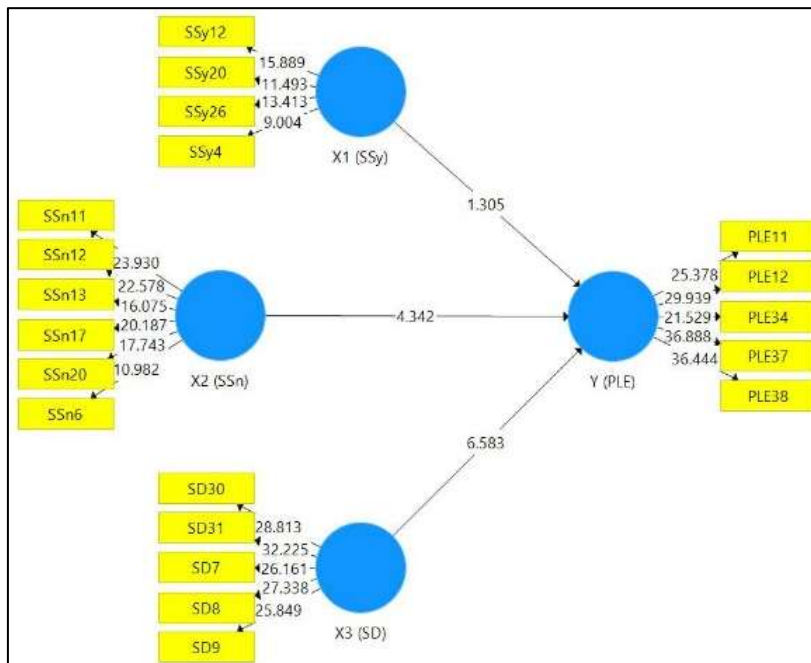 SSy12
15.889
SSy20
11.493
SSy26
13.413
SSy4
9.004
X1 (SSy)
1.305
SSn11
23.930
SSn12
22.578
SSn13
16.075
SSn17
20.187
SSn20
17.743
SSn6
10.982
X2 (SSn)
4.342
PLE11
25.378
PLE12
29.939
PLE34
21.529
PLE37
36.888
PLE38
36.444
Y (PLE)
6.583
SD30
28.813
SD31
32.225
SD7
26.161
SD8
27.338
SD9
25.849
X3 (SD)